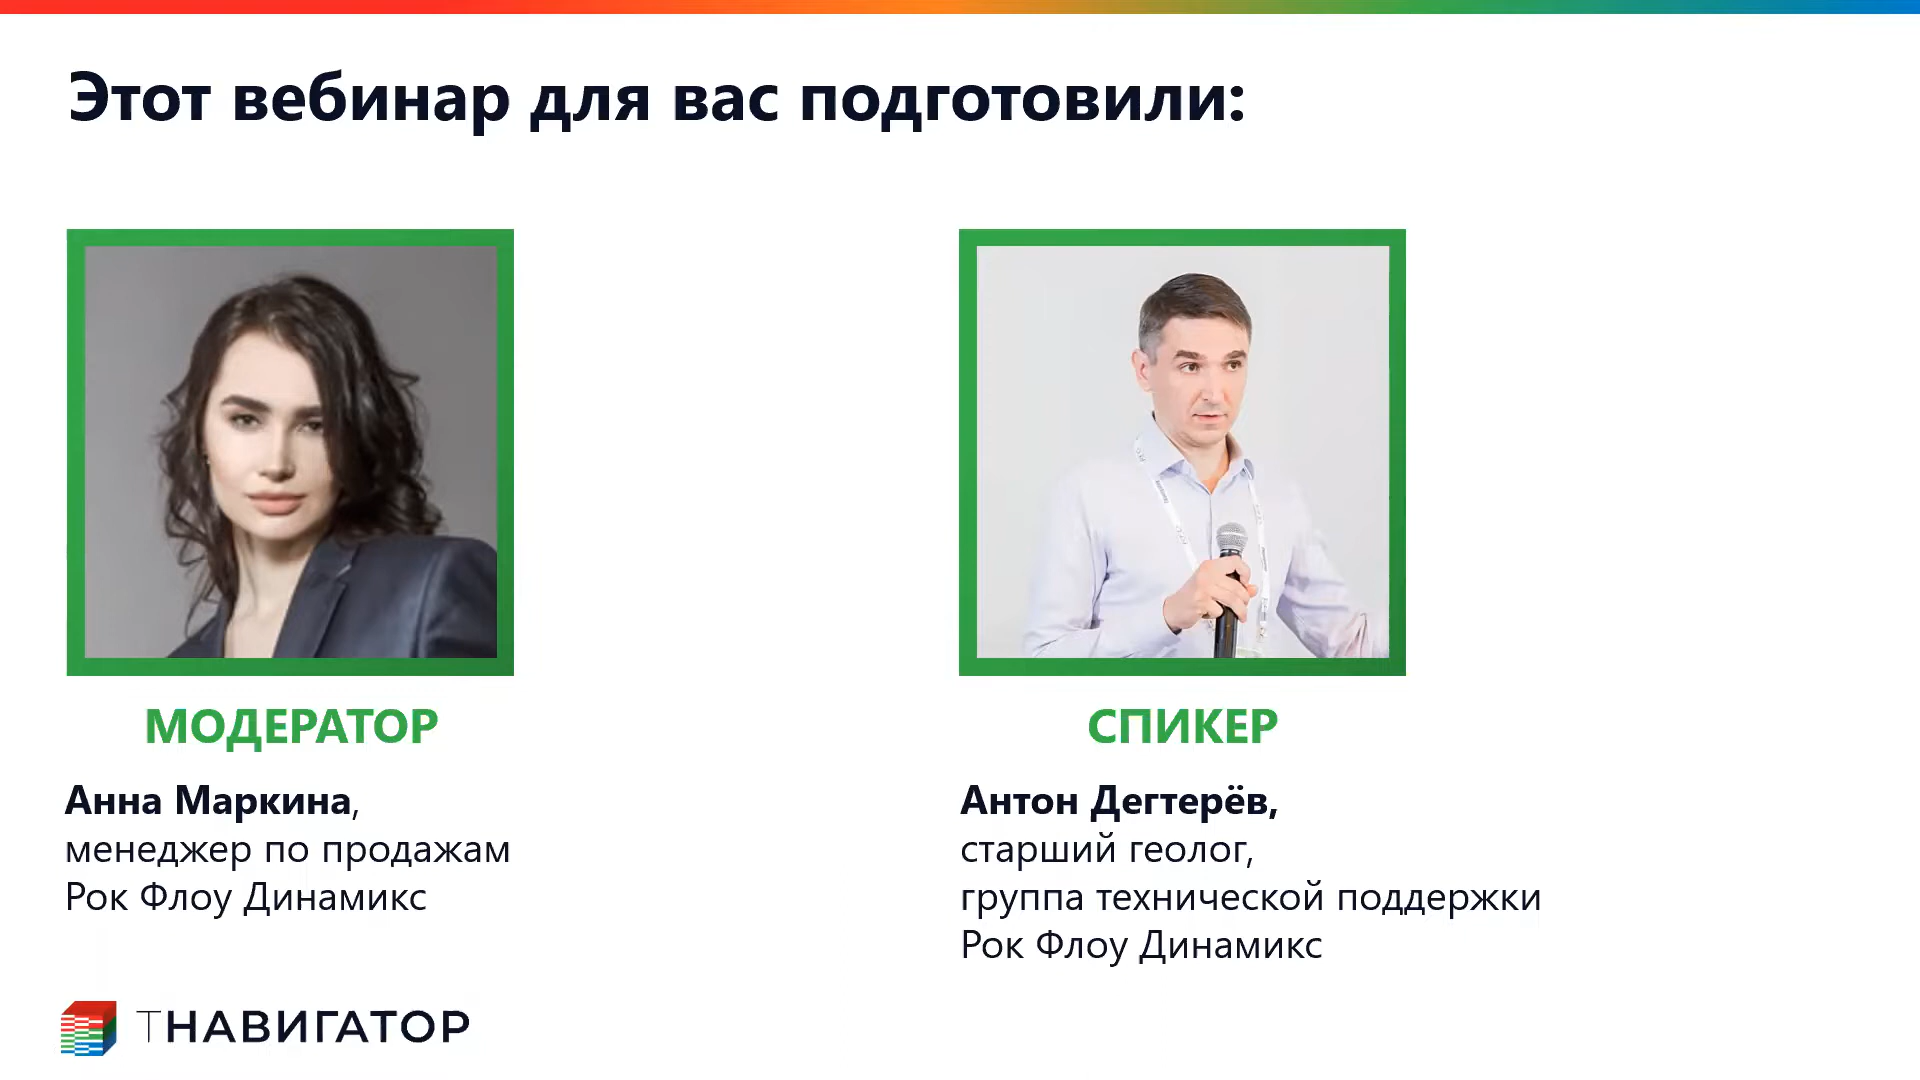 Этот вебинар для вас подготовили:
МОДЕРАТОР
Анна Маркина,
менеджер по продажам
Рок Флоу Динамикс
СПИКЕР
Антон Дегтерёв,
старший геолог,
группа технической поддержки
Рок Флоу Динамикс
ТНАВИГАТОР